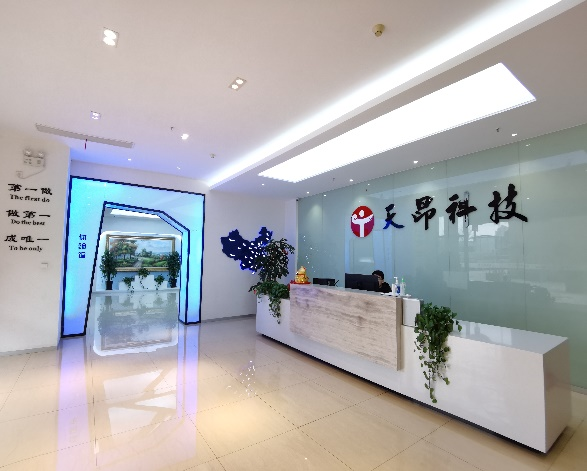 第一做
The first do
做第一
Do the best
成唯一
To be only
天昂科技